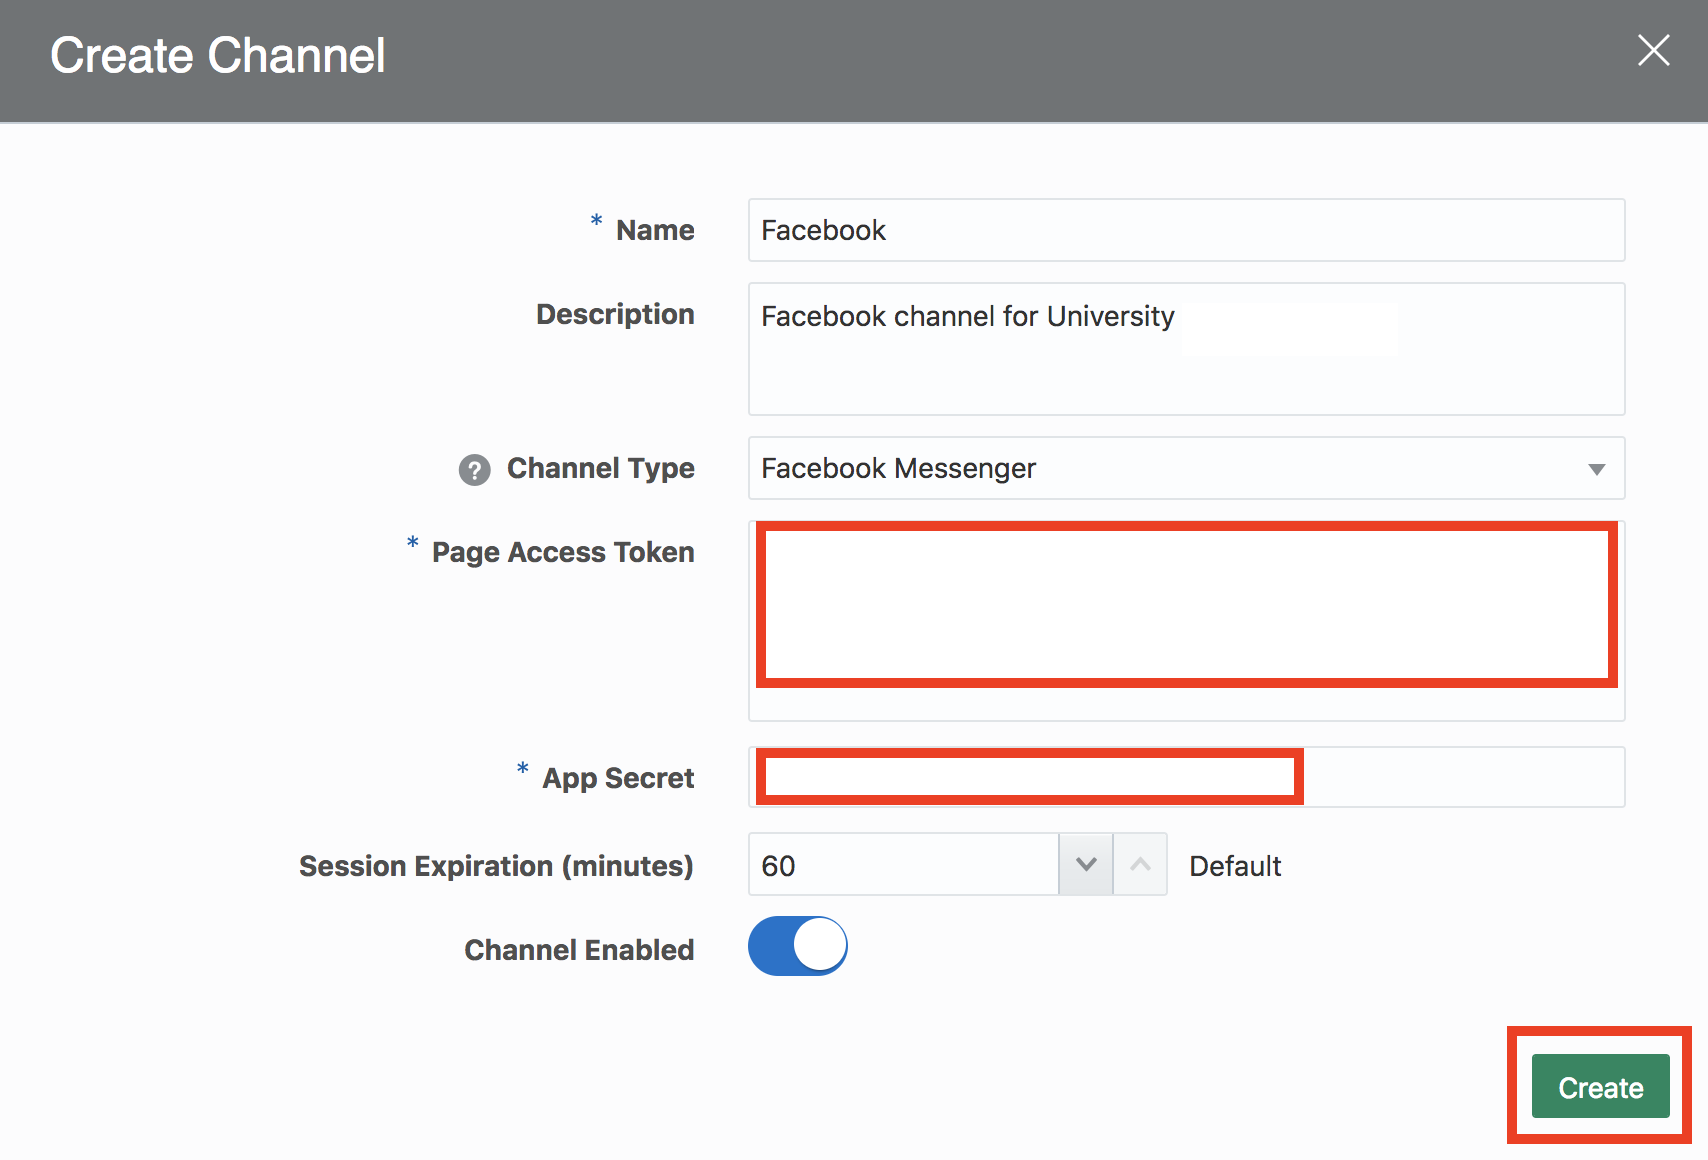 Create Channel
* Name
Facebook
Description
Facebook channel for University
? Channel Type
Facebook Messenger
* Page Access Token
* App Secret
Session Expiration (minutes)
60
Default
Channel Enabled
Create